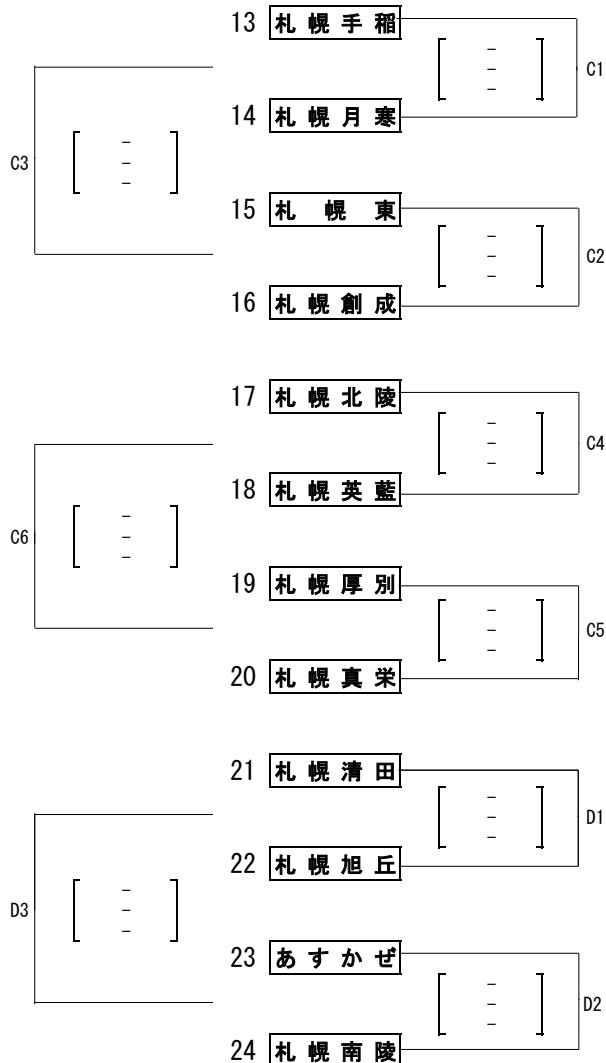 13 札幌手稲
C1
14 札幌月寒
C3
15 札幌東
C2
16 札幌創成
17 札幌北陵
C4
18 札幌英藍
C6
19 札幌厚別
C5
20 札幌真栄
21 札幌清田
D1
22 札幌旭丘
D3
23 あすかぜ
D2
24 札幌南陵